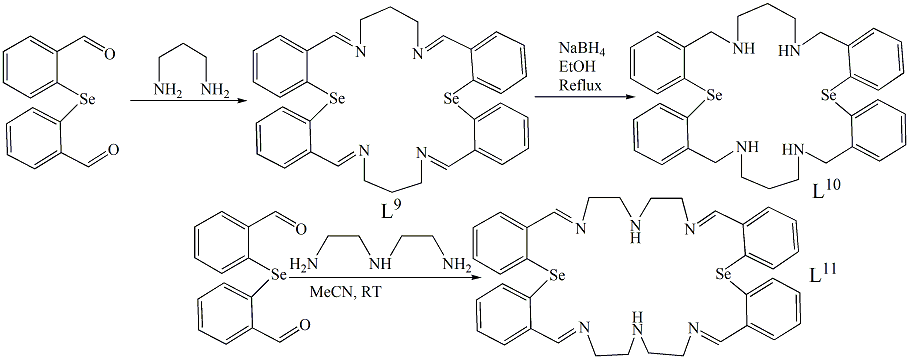 O
Se
O
NH₂ NH₂
N N
Se Se
N N
L⁹
NaBH₄
EtOH
Reflux
NH HN
Se Se
NH HN
L¹⁰
O
Se
O
H₂N NH NH₂
MeCN, RT
N N H N
Se Se
N H N N
L¹¹